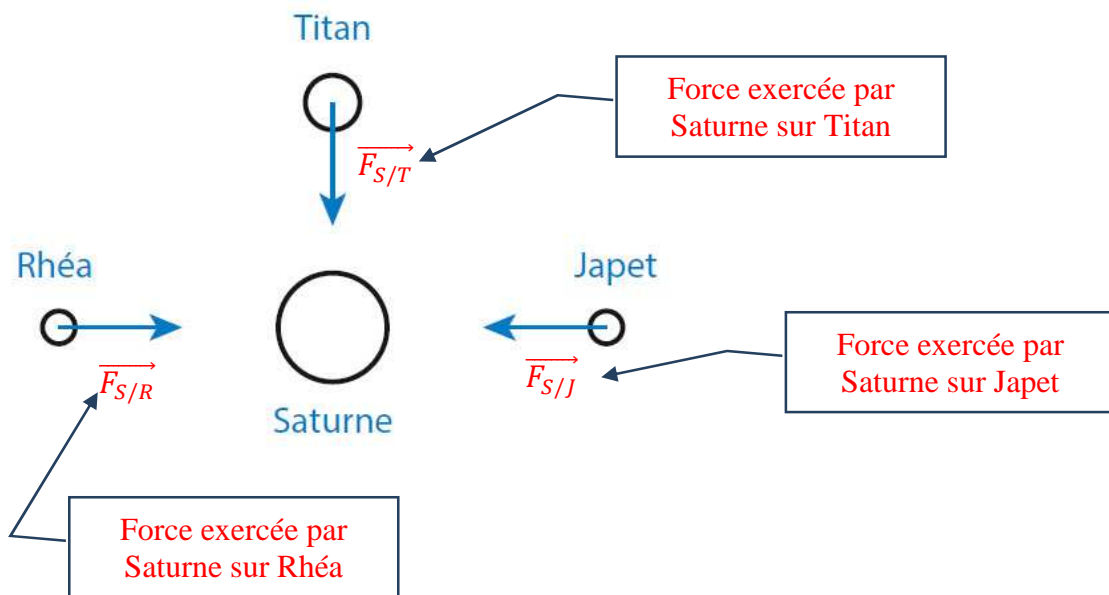 Titan
Force exercée par
Saturne sur Titan
F_{S/T}
Rhéa
Japet
F_{S/R}
F_{S/J}
Force exercée par
Saturne sur Japet
Saturne
Force exercée par
Saturne sur Rhéa